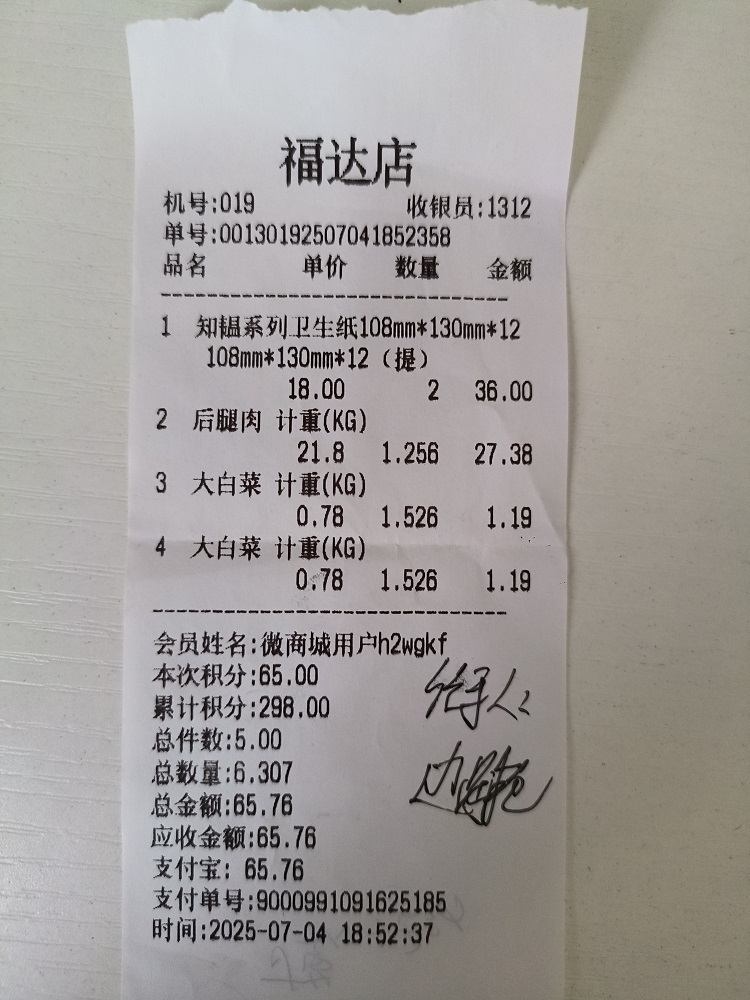 福达店
机号:019 收银员:1312
单号:00130192507041852358
品名 单价 数量 金额
--------------------------------
1 知韫系列卫生纸108mm*130mm*12
108mm*130mm*12（提）
18.00 2 36.00
2 后腿肉 计重(KG)
21.8 1.256 27.38
3 大白菜 计重(KG)
0.78 1.526 1.19
4 大白菜 计重(KG)
0.78 1.526 1.19
--------------------------------
会员姓名:微商城用户h2wgkf
本次积分:65.00
累计积分:298.00
总件数:5.00
总数量:6.307
总金额:65.76
应收金额:65.76
支付宝: 65.76
支付单号:9000991091625185
时间:2025-07-04 18:52:37
经手人: